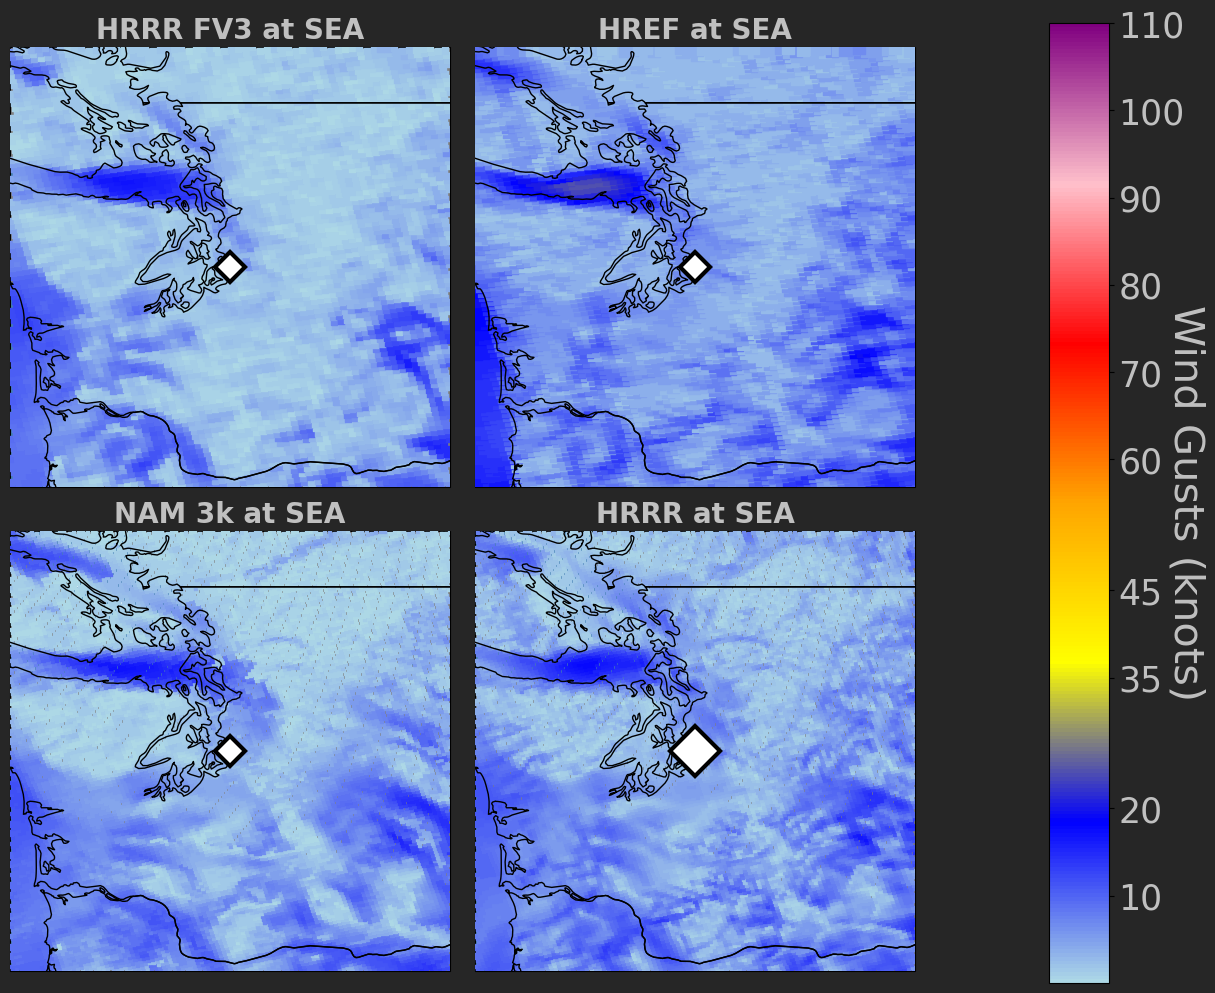 HRRR FV3 at SEA
HREF at SEA
NAM 3k at SEA
HRRR at SEA
110
100
90
80
70
60
45
35
20
10
Wind Gusts (knots)